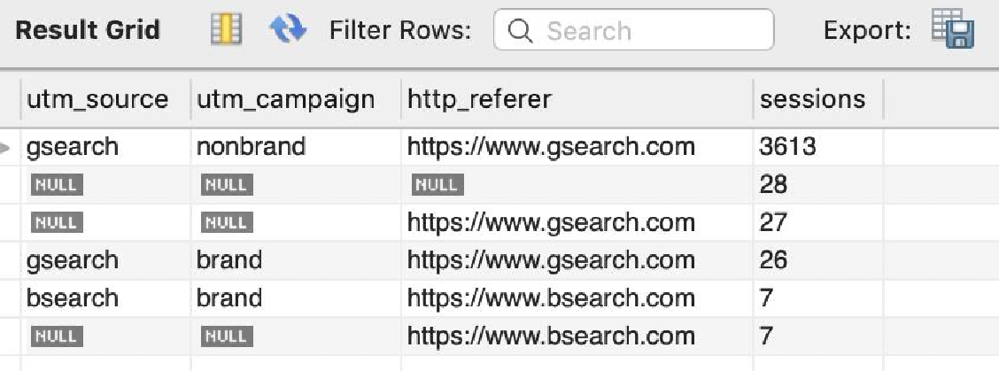 Result Grid Filter Rows: Search Export:
utm_source utm_campaign http_referer sessions
gsearch nonbrand https://www.gsearch.com 3613
NULL NULL NULL 28
NULL NULL https://www.gsearch.com 27
gsearch brand https://www.gsearch.com 26
bsearch brand https://www.bsearch.com 7
NULL NULL https://www.bsearch.com 7